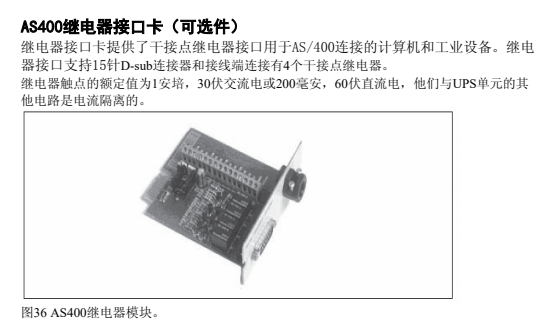 AS400继电器接口卡（可选件）
继电器接口卡提供了干接点继电器接口用于AS/400连接的计算机和工业设备。继电
器接口支持15针D-sub连接器和接线端连接有4个干接点继电器。
继电器触点的额定值为1安培，30伏交流电或200毫安，60伏直流电，他们与UPS单元的其
他电路是电流隔离的。
图36 AS400继电器模块。